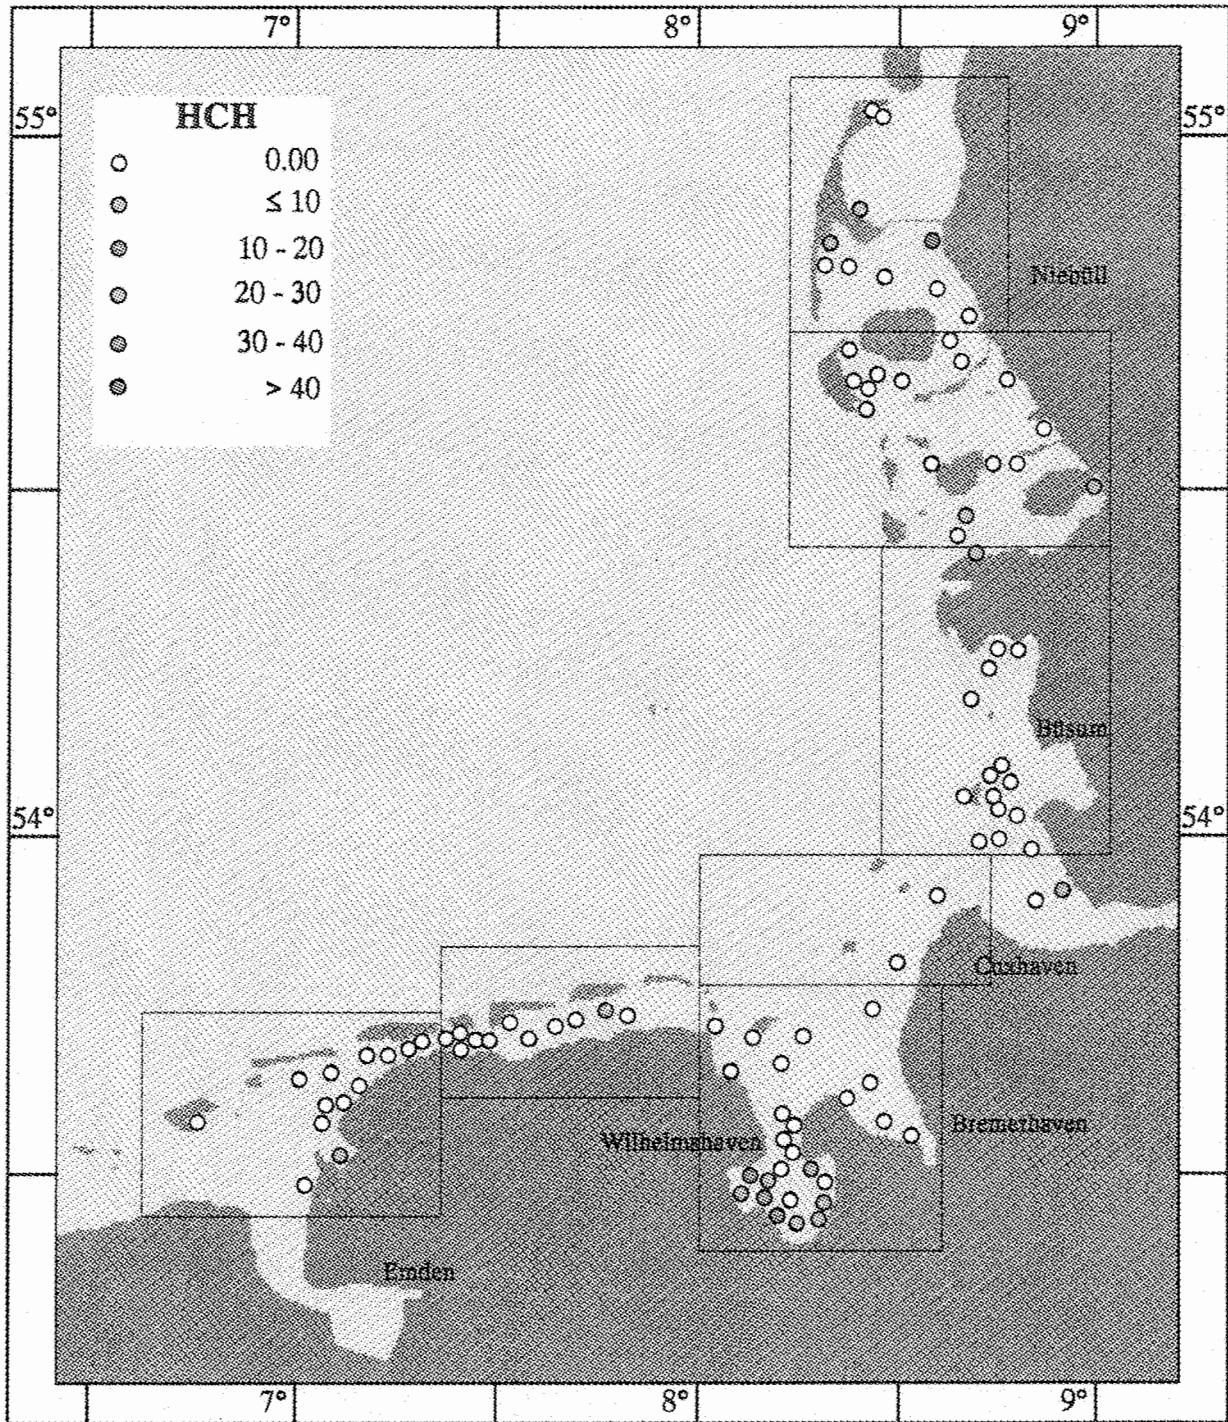 7° 8° 9°
55° 55°
HCH
0.00
≤ 10
10 - 20
20 - 30
30 - 40
> 40
Niebüll
Büsum
54° 54°
Cuxhaven
Bremerhaven
Wilhelmshaven
Emden
7° 8° 9°